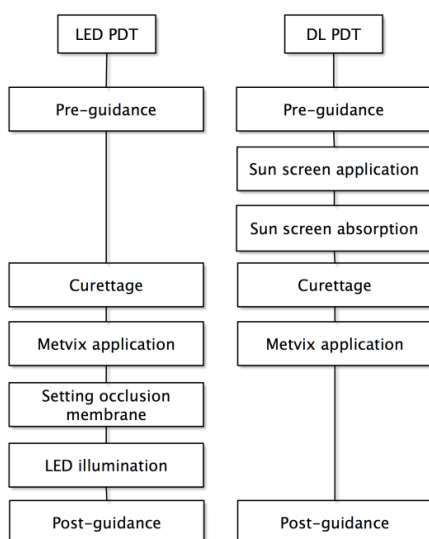 LED PDT
Pre-guidance
Curettage
Metvix application
Setting occlusion
membrane
LED illumination
Post-guidance
DL PDT
Pre-guidance
Sun screen application
Sun screen absorption
Curettage
Metvix application
Post-guidance